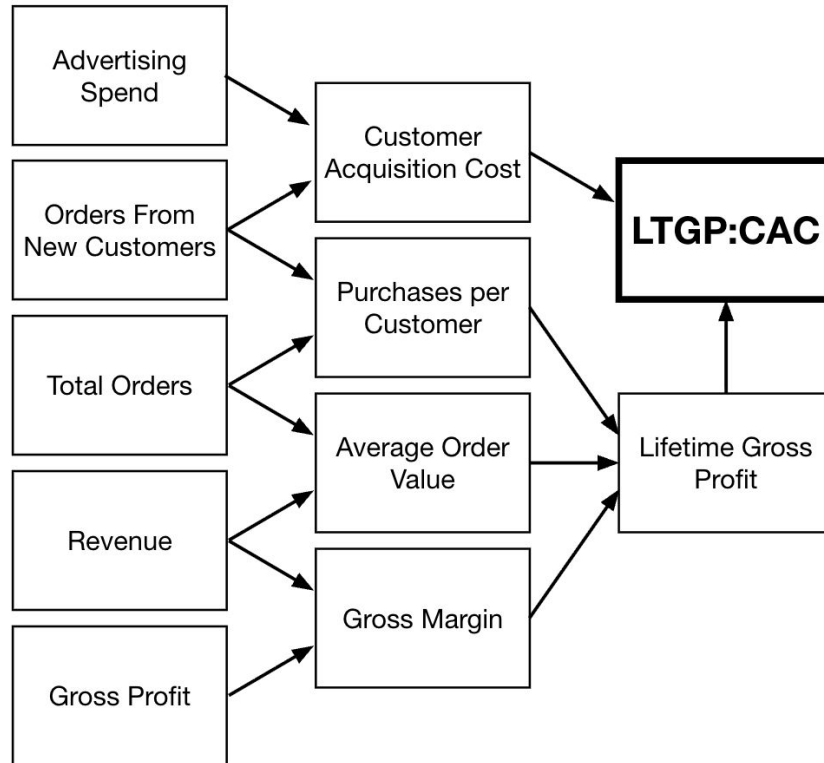 Advertising
Spend
Orders From
New Customers
Total Orders
Revenue
Gross Profit
Customer
Acquisition Cost
Purchases per
Customer
Average Order
Value
Gross Margin
LTGP:CAC
Lifetime Gross
Profit